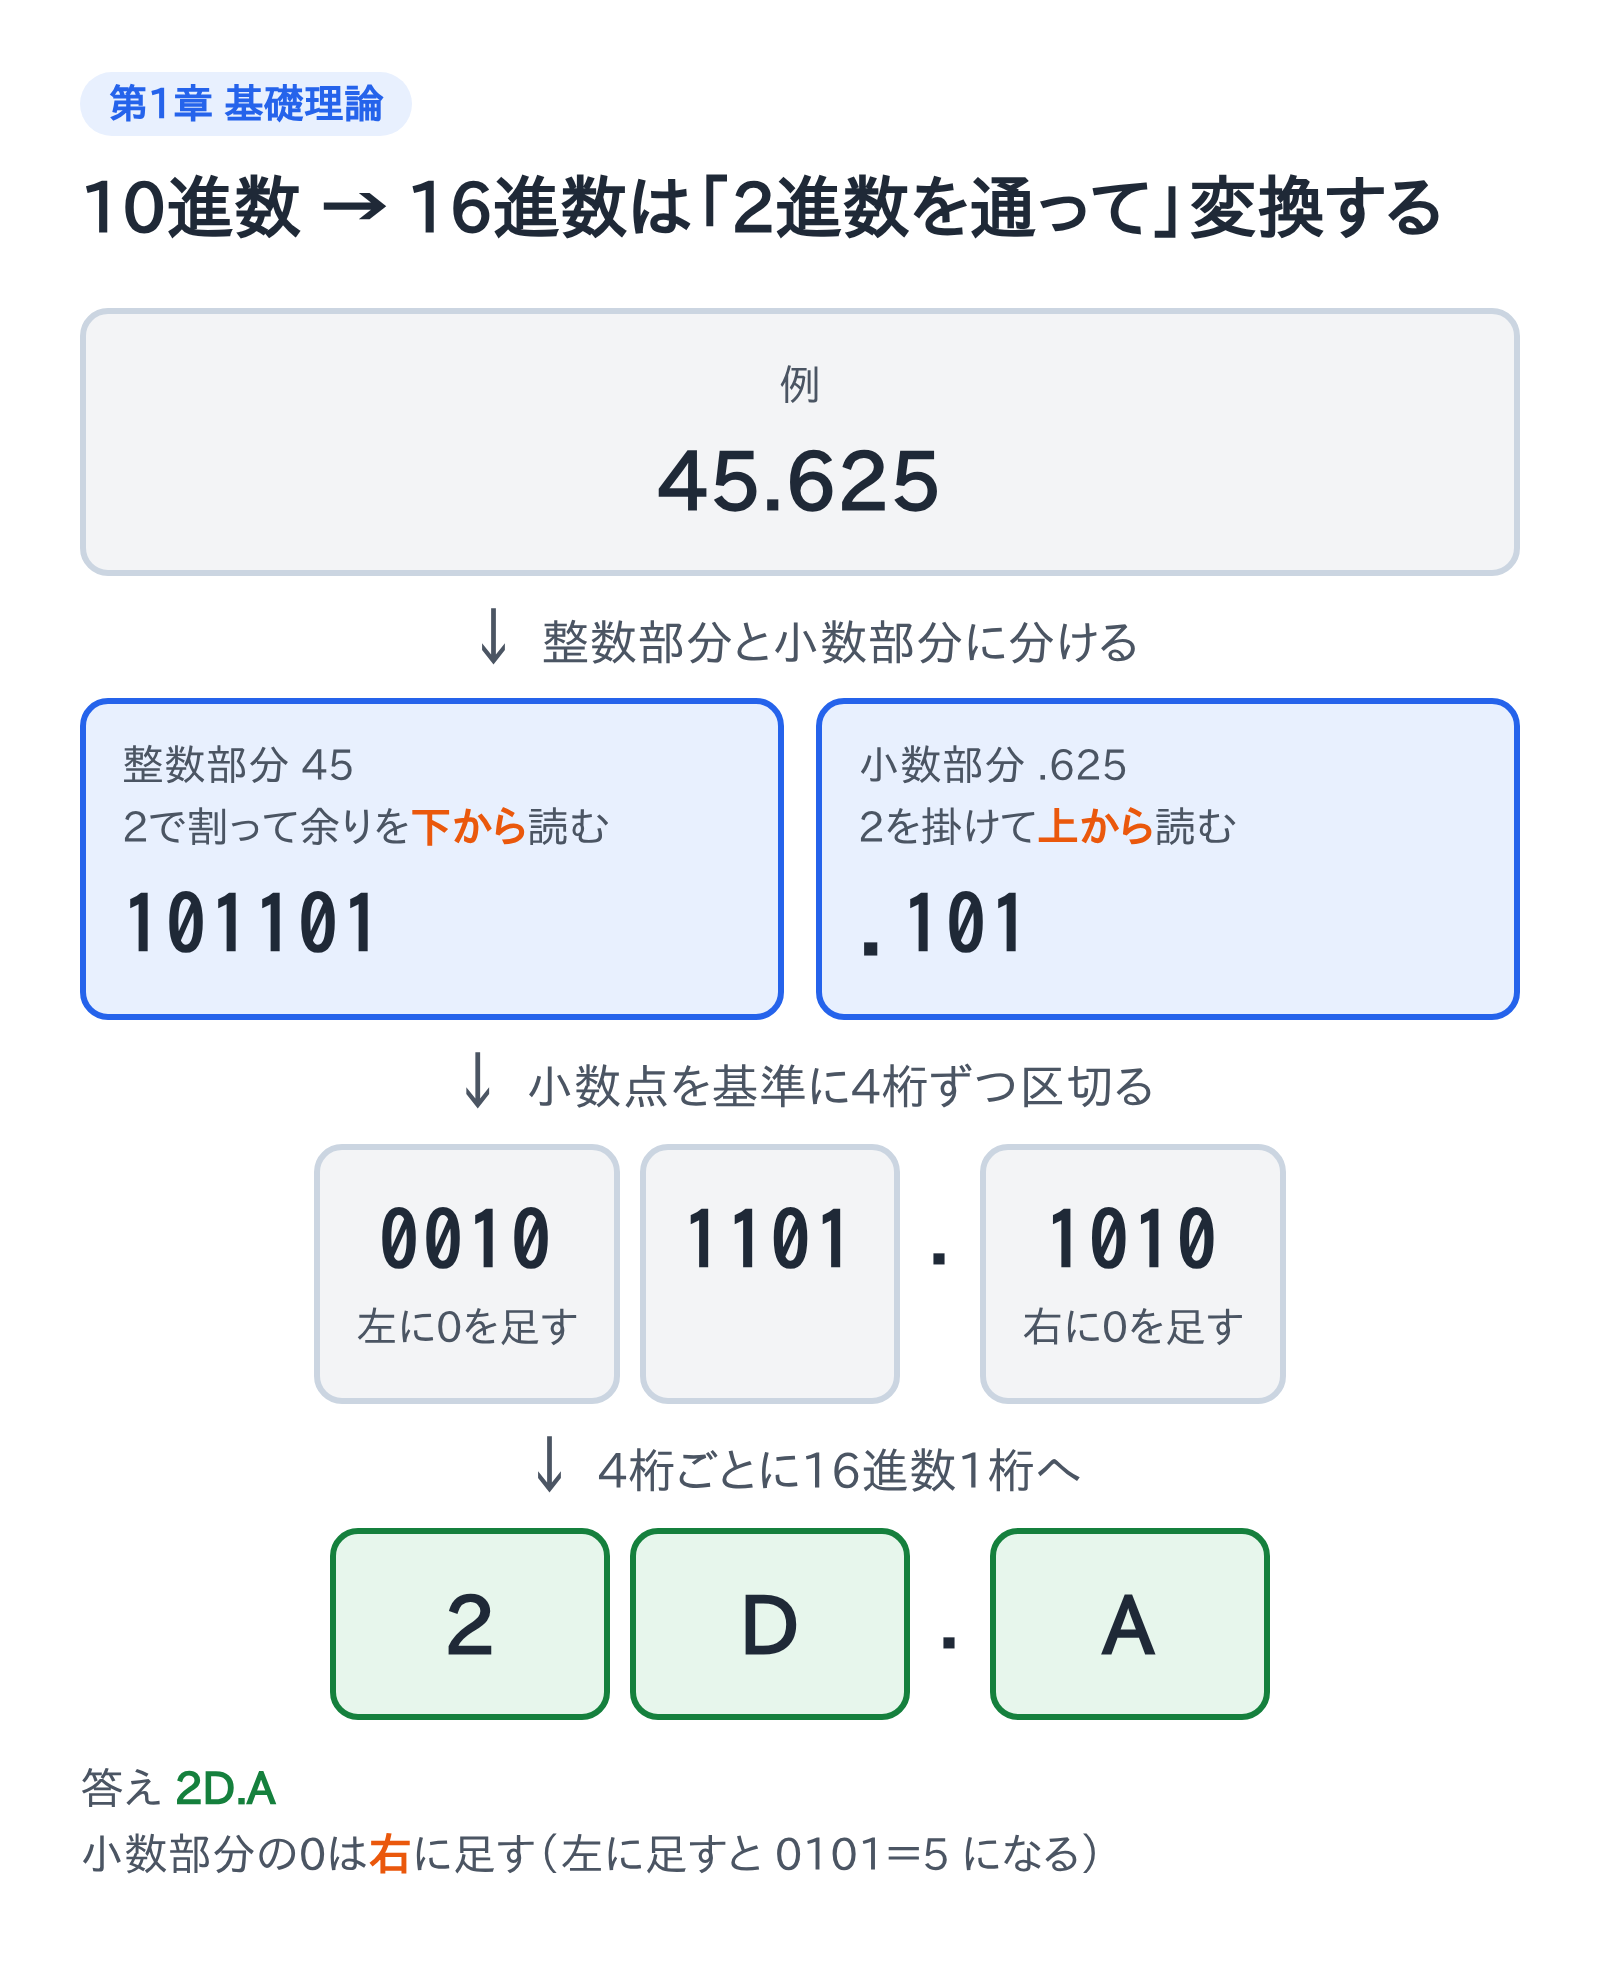 第1章 基礎理論
10進数 → 16進数は「2進数を通って」変換する
例
45.625
↓ 整数部分と小数部分に分ける
整数部分 45
2で割って余りを下から読む
101101
小数部分 .625
2を掛けて上から読む
.101
↓ 小数点を基準に4桁ずつ区切る
0010 1101 . 1010
左に0を足す 右に0を足す
↓ 4桁ごとに16進数1桁へ
2 D . A
答え 2D.A
小数部分の0は右に足す（左に足すと 0101＝5 になる）